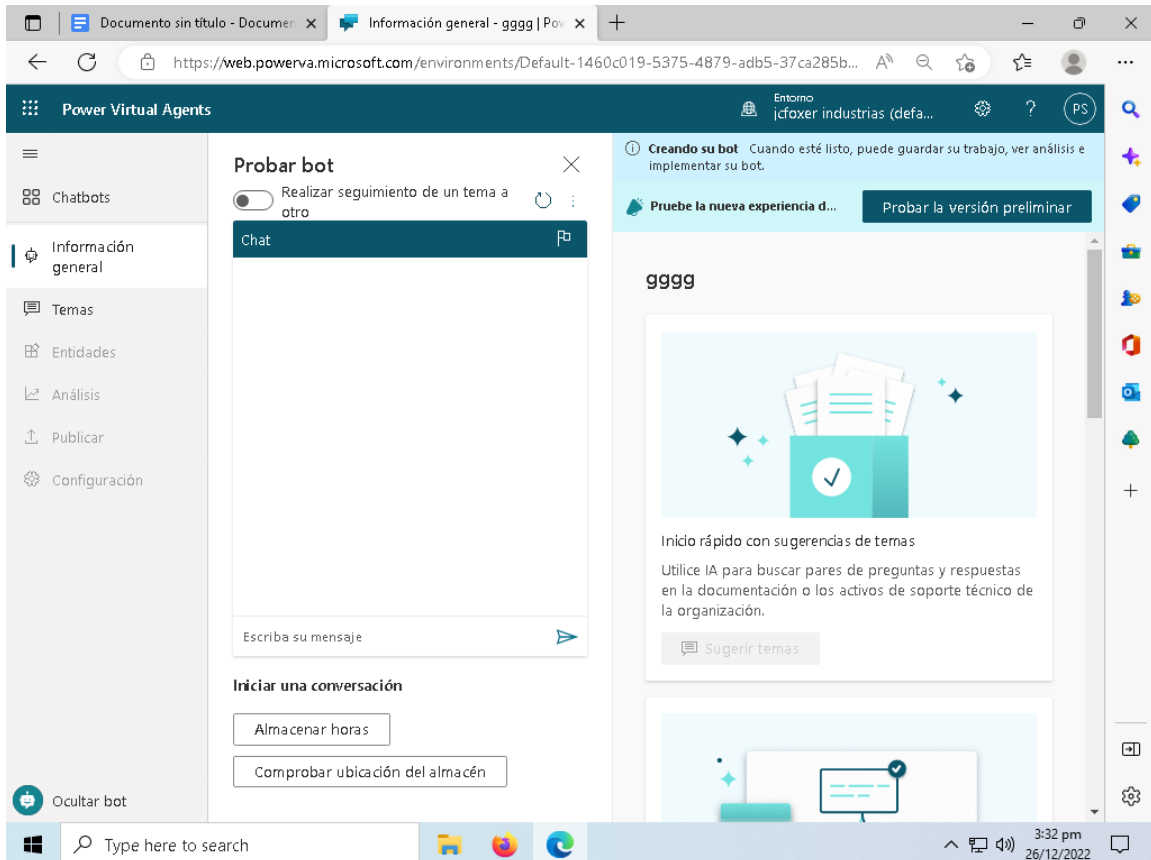 Documento sin título - Documen
Información general - gggg | Pow
https://web.powerva.microsoft.com/environments/Default-1460c019-5375-4879-adb5-37ca285b...
Power Virtual Agents
Entorno
jcfoxer industrias (defa...
?
PS
Chatbots
Información
general
Temas
Entidades
Análisis
Publicar
Configuración
Ocultar bot
Probar bot
Realizar seguimiento de un tema a
otro
Chat
Escriba su mensaje
Iniciar una conversación
Almacenar horas
Comprobar ubicación del almacén
Creando su bot Cuando esté listo, puede guardar su trabajo, ver análisis e
implementar su bot.
Pruebe la nueva experiencia d...
Probar la versión preliminar
gggg
Inicio rápido con sugerencias de temas
Utilice IA para buscar pares de preguntas y respuestas
en la documentación o los activos de soporte técnico de
la organización.
Sugerir temas
Type here to search
3:32 pm
26/12/2022